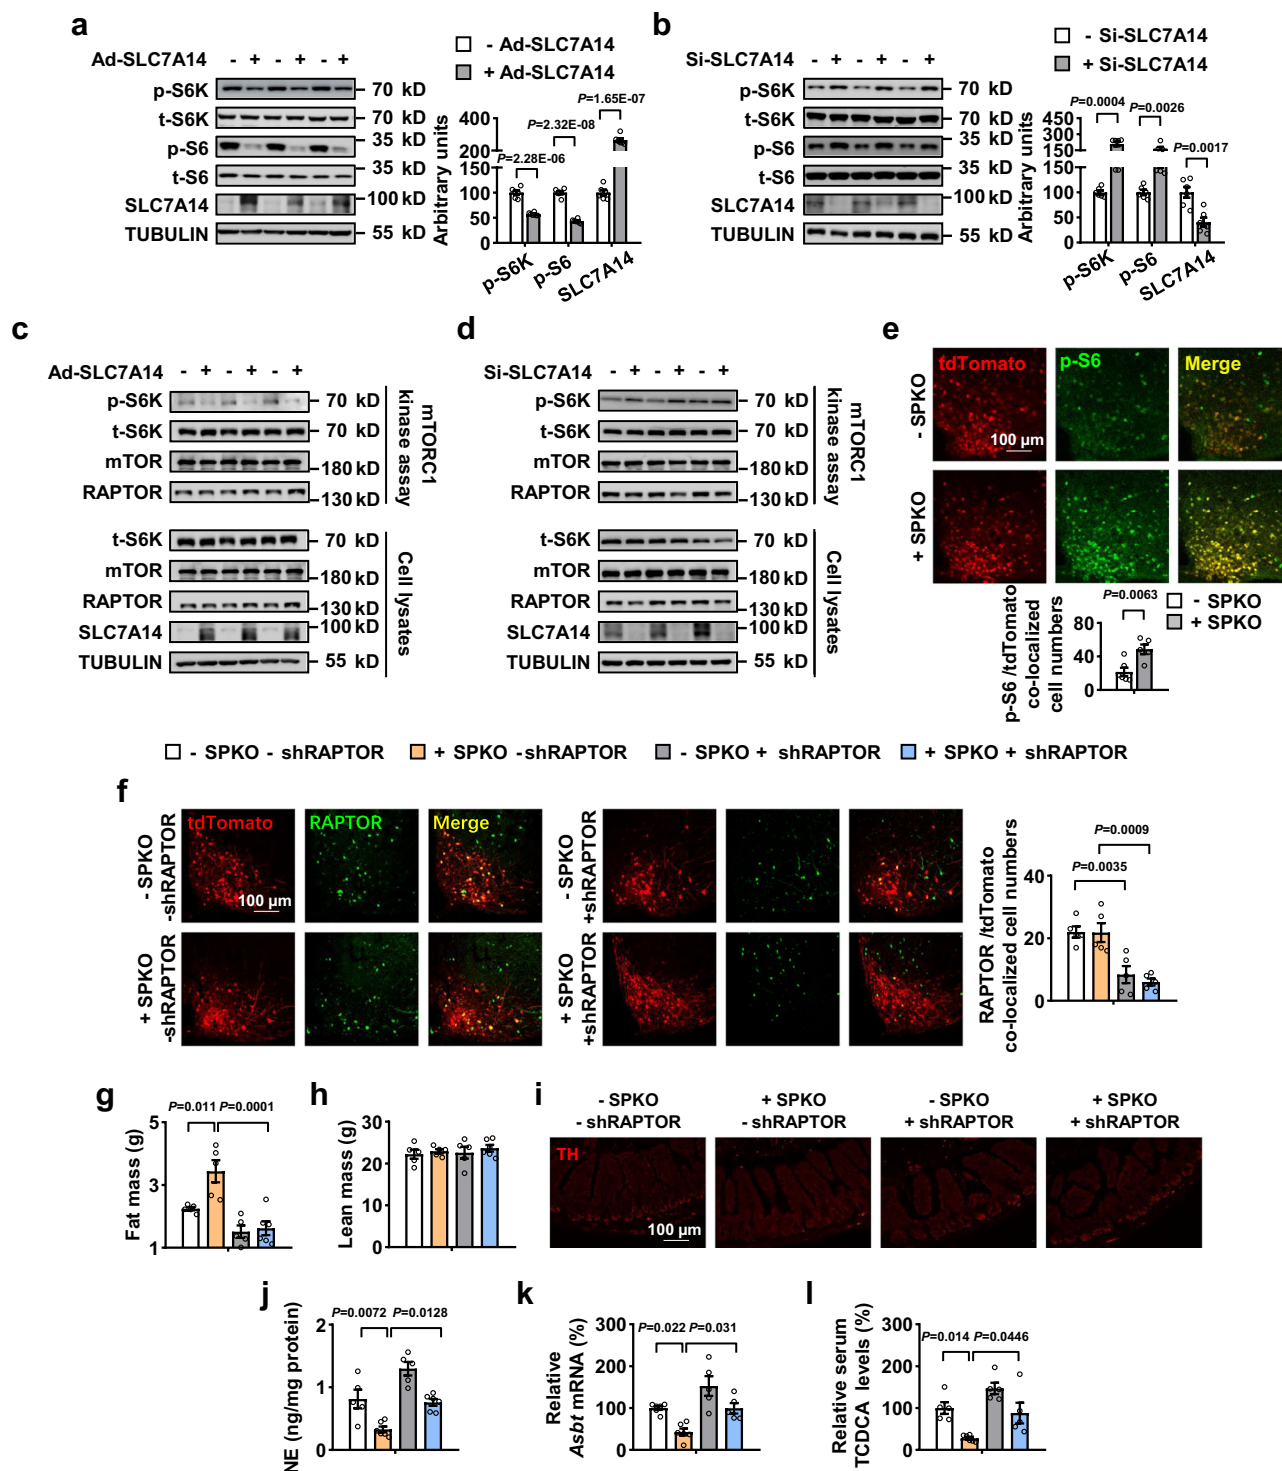 a
Ad-SLC7A14 - + - + - +
p-S6K 70 kD
t-S6K 70 kD
p-S6 35 kD
t-S6 35 kD
SLC7A14 100 kD
TUBULIN 55 kD
- Ad-SLC7A14
+ Ad-SLC7A14
Arbitrary units
400
200
150
100
50
0
P=2.28E-06
P=2.32E-08
P=1.65E-07
p-S6K
p-S6
SLC7A14
b
Si-SLC7A14 - + - + - +
p-S6K 70 kD
t-S6K 70 kD
p-S6 35 kD
t-S6 35 kD
SLC7A14 100 kD
TUBULIN 55 kD
- Si-SLC7A14
+ Si-SLC7A14
Arbitrary units
450
300
150
150
100
50
0
P=0.0004
P=0.0026
P=0.0017
p-S6K
p-S6
SLC7A14
c
Ad-SLC7A14 - + - + - +
p-S6K 70 kD
t-S6K 70 kD
mTOR 180 kD
RAPTOR 130 kD
mTORC1
kinase assay
t-S6K 70 kD
mTOR 180 kD
RAPTOR 130 kD
SLC7A14 100 kD
TUBULIN 55 kD
Cell lysates
d
Si-SLC7A14 - + - + - +
p-S6K 70 kD
t-S6K 70 kD
mTOR 180 kD
RAPTOR 130 kD
mTORC1
kinase assay
t-S6K 70 kD
mTOR 180 kD
RAPTOR 130 kD
SLC7A14 100 kD
TUBULIN 55 kD
Cell lysates
e
tdTomato p-S6 Merge
- SPKO
100 µm
+ SPKO
p-S6 /tdTomato
co-localized
cell numbers
80
40
0
P=0.0063
- SPKO
+ SPKO
- SPKO - shRAPTOR + SPKO -shRAPTOR - SPKO + shRAPTOR + SPKO + shRAPTOR
f
tdTomato RAPTOR Merge
- SPKO
-shRAPTOR
100 µm
+ SPKO
-shRAPTOR
- SPKO
+shRAPTOR
+ SPKO
+shRAPTOR
RAPTOR /tdTomato
co-localized cell numbers
40
20
0
P=0.0009
P=0.0035
g
Fat mass (g)
5
3
1
P=0.011 P=0.0001
h
Lean mass (g)
30
20
10
0
i
- SPKO
- shRAPTOR
+ SPKO
- shRAPTOR
- SPKO
+ shRAPTOR
+ SPKO
+ shRAPTOR
TH
100 µm
j
NE (ng/mg protein)
2
1
0
P=0.0072 P=0.0128
k
Relative
Asbt mRNA (%)
300
200
100
0
P=0.022 P=0.031
l
Relative serum
TCDCA levels (%)
300
200
100
0
P=0.014 P=0.0446